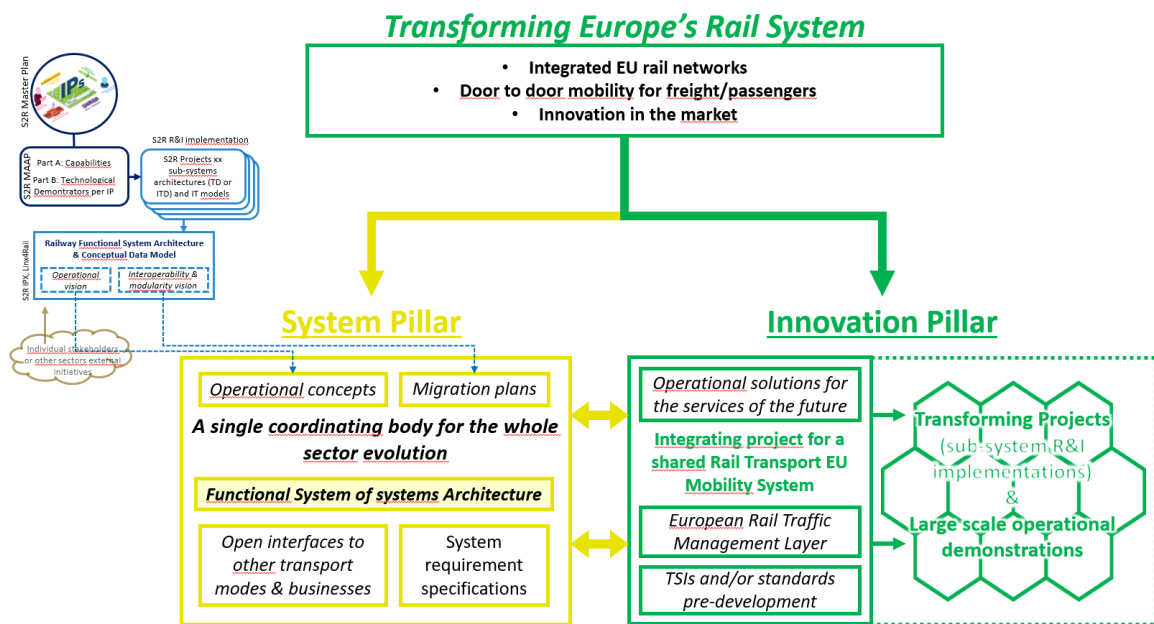 Transforming Europe's Rail System
• Integrated EU rail networks
• Door to door mobility for freight/passengers
• Innovation in the market
S2R Master Plan
IPs
S2R MAAP
Part A: Capabilities
Part B: Technological
Demontrators per IP
S2R R&I implementation
S2R Projects xx
sub-systems
architectures (TD or
ITD) and IT models
S2R IPX, Linx4Rail
Railway Functional System Architecture
& Conceptual Data Model
Operational
vision
Interoperability &
modularity vision
Individual stakeholders
or other sectors external
initiatives
System Pillar
Operational concepts
Migration plans
A single coordinating body for the whole
sector evolution
Functional System of systems Architecture
Open interfaces to
other transport
modes & businesses
System
requirement
specifications
Innovation Pillar
Operational solutions for
the services of the future
Integrating project for a
shared Rail Transport EU
Mobility System
European Rail Traffic
Management Layer
TSIs and/or standards
pre-development
Transforming Projects
(sub-system R&I
implementations)
&
Large scale operational
demonstrations